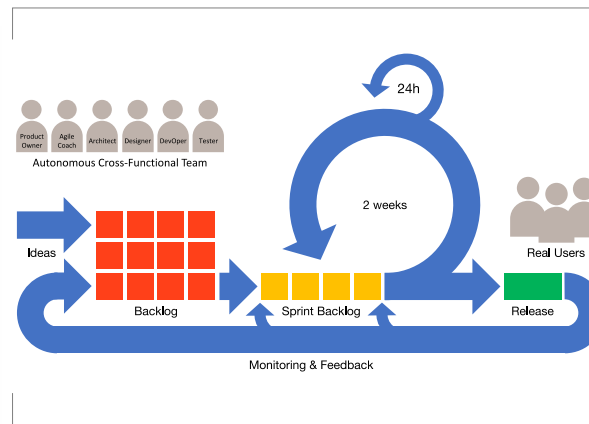 24h
Product
Owner
Agile
Coach
Architect
Designer
DevOper
Tester
Autonomous Cross-Functional Team
2 weeks
Ideas
Real Users
Backlog
Sprint Backlog
Release
Monitoring & Feedback